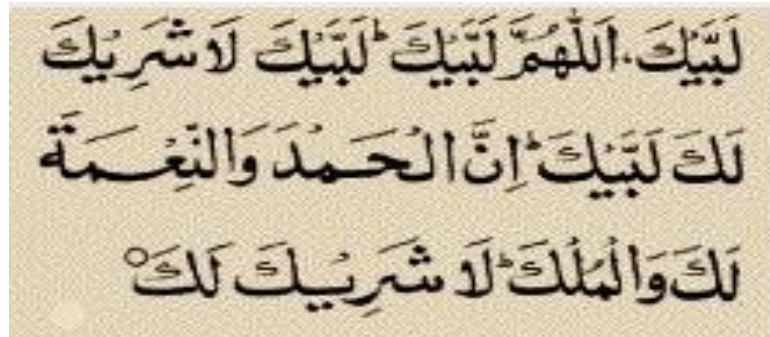 لَبَّيْكَ۔ اَللّٰهُمَّ لَبَّيْكَ ؕ لَبَّيْكَ لَا شَرِيْكَ
لَكَ لَبَّيْكَ ؕ اِنَّ الْحَمْدَ وَالنِّعْمَةَ
لَكَ وَالْمُلْكَ ؕ لَا شَرِيْكَ لَكَ ○